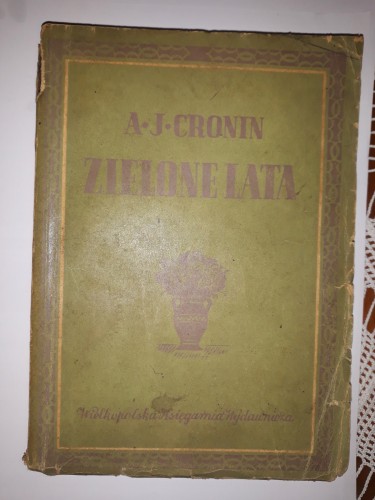 A·J·CRONIN
ZIELONE LATA
Wielkopolska Księgarnia Wydawnicza